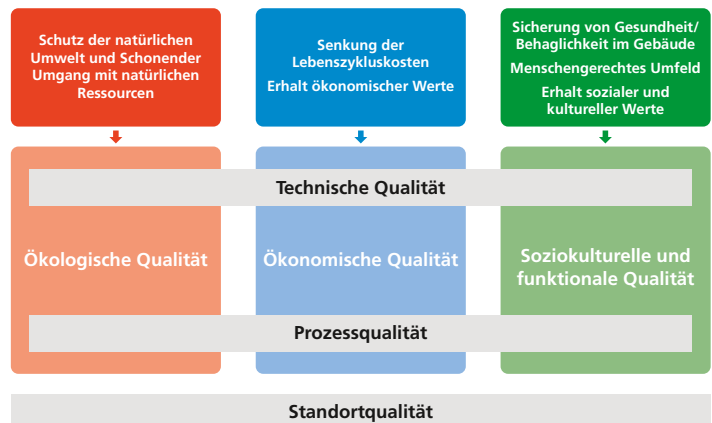 Schutz der natürlichen
Umwelt und Schonender
Umgang mit natürlichen
Ressourcen
Senkung der
Lebenszykluskosten
Erhalt ökonomischer Werte
Sicherung von Gesundheit/
Behaglichkeit im Gebäude
Menschengerechtes Umfeld
Erhalt sozialer und
kultureller Werte
Technische Qualität
Ökologische Qualität
Ökonomische Qualität
Soziokulturelle und
funktionale Qualität
Prozessqualität
Standortqualität